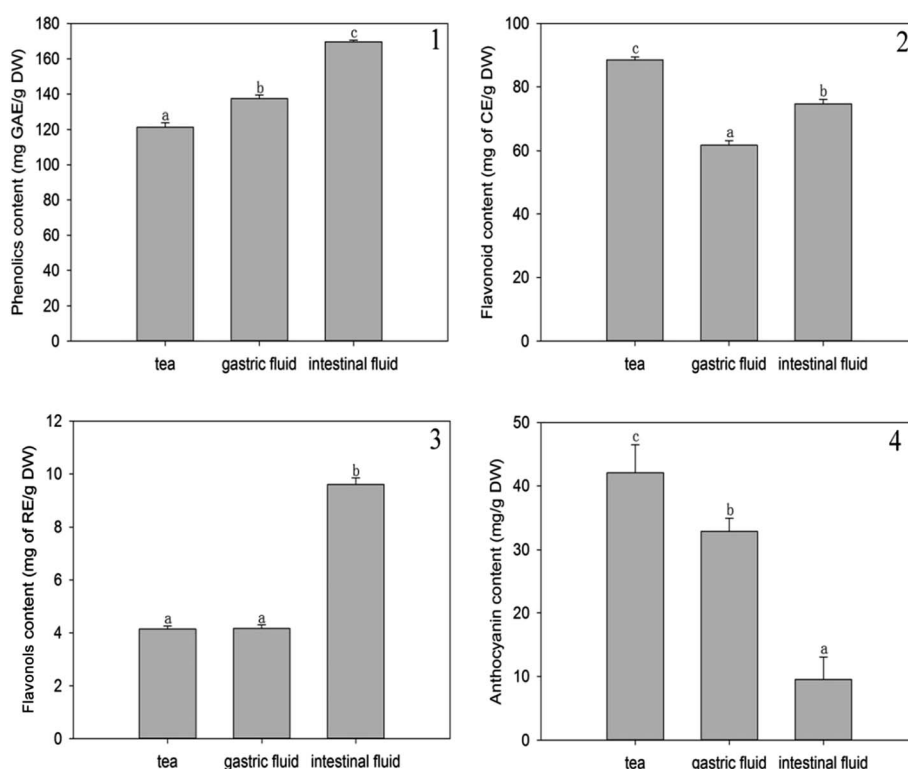 1
Phenolics content (mg GAE/g DW)
180
160
140
120
100
80
60
40
20
0
a
b
c
tea
gastric fluid
intestinal fluid
2
Flavonoid content (mg of CE/g DW)
100
80
60
40
20
0
c
a
b
tea
gastric fluid
intestinal fluid
3
Flavonols content (mg of RE/g DW)
12
10
8
6
4
2
0
a
a
b
tea
gastric fluid
intestinal fluid
4
Anthocyanin content (mg/g DW)
50
40
30
20
10
0
c
b
a
tea
gastric fluid
intestinal fluid